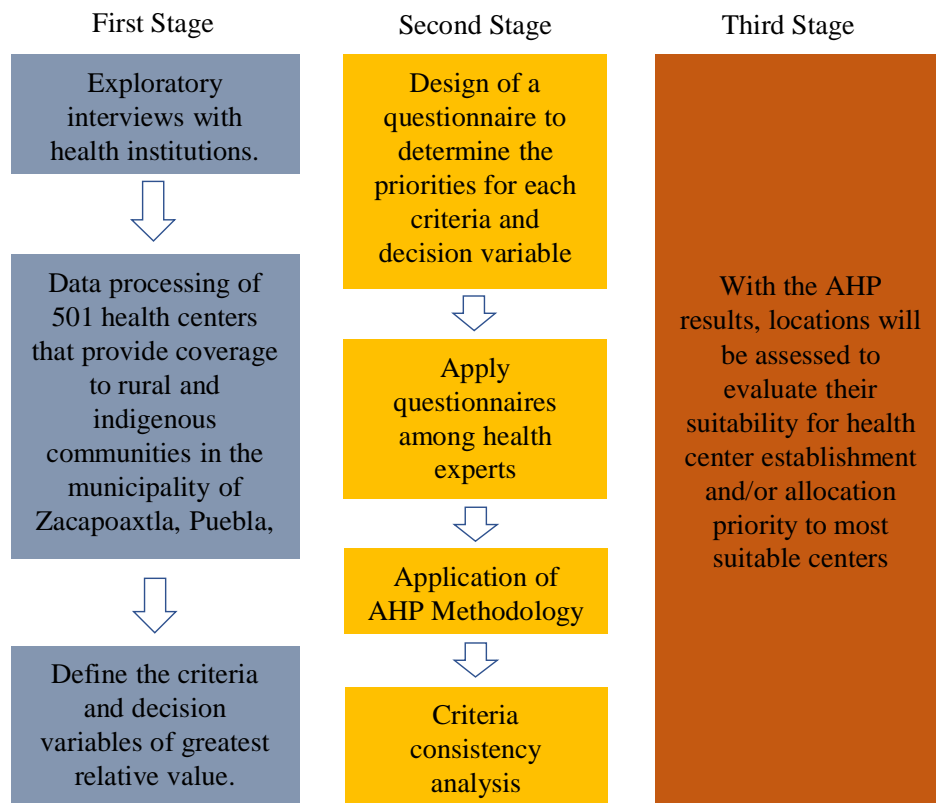 First Stage
Exploratory
interviews with
health institutions.
Data processing of
501 health centers
that provide coverage
to rural and
indigenous
communities in the
municipality of
Zacapoaxtla, Puebla,
Define the criteria
and decision
variables of greatest
relative value.
Second Stage
Design of a
questionnaire to
determine the
priorities for each
criteria and
decision variable
Apply
questionnaires
among health
experts
Application of
AHP Methodology
Criteria
consistency
analysis
Third Stage
With the AHP
results, locations will
be assessed to
evaluate their
suitability for health
center establishment
and/or allocation
priority to most
suitable centers